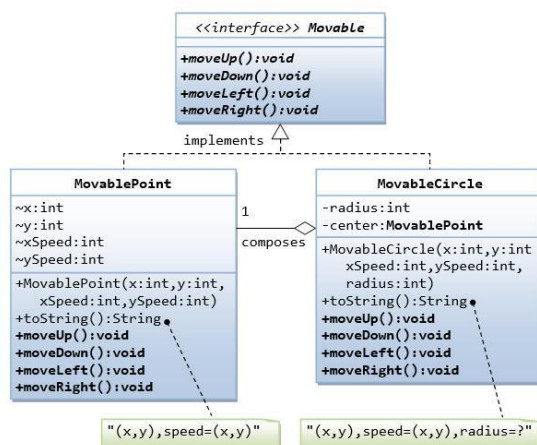 <<interface>> Movable
+moveUp():void
+moveDown():void
+moveLeft():void
+moveRight():void
implements
MovablePoint
~x:int
~y:int
~xSpeed:int
~ySpeed:int
+MovablePoint(x:int,y:int,
xSpeed:int,ySpeed:int)
+toString():String
+moveUp():void
+moveDown():void
+moveLeft():void
+moveRight():void
"(x,y),speed=(x,y)"
1
composes
MovableCircle
-radius:int
-center:MovablePoint
+MovableCircle(x:int,y:int
xSpeed:int,ySpeed:int,
radius:int)
+toString():String
+moveUp():void
+moveDown():void
+moveLeft():void
+moveRight():void
"(x,y),speed=(x,y),radius=?"